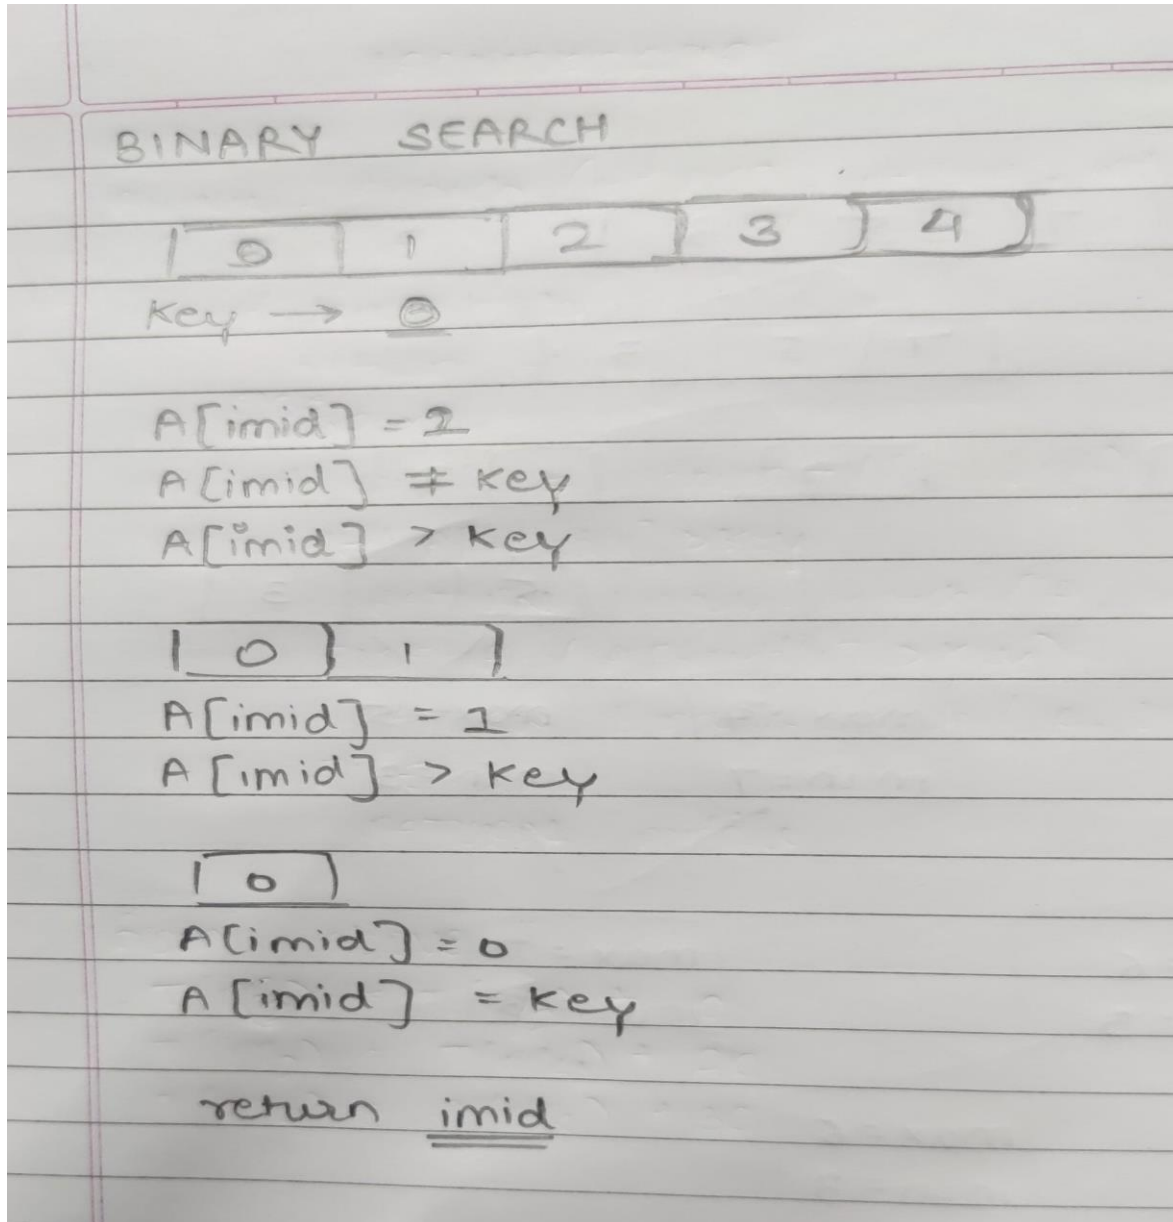 BINARY SEARCH
0 1 2 3 4
Key → 0
A[imid] = 2
A[imid] ≠ Key
A[imid] > Key
0 1
A[imid] = 1
A[imid] > Key
0
A[imid] = 0
A[imid] = Key
return imid